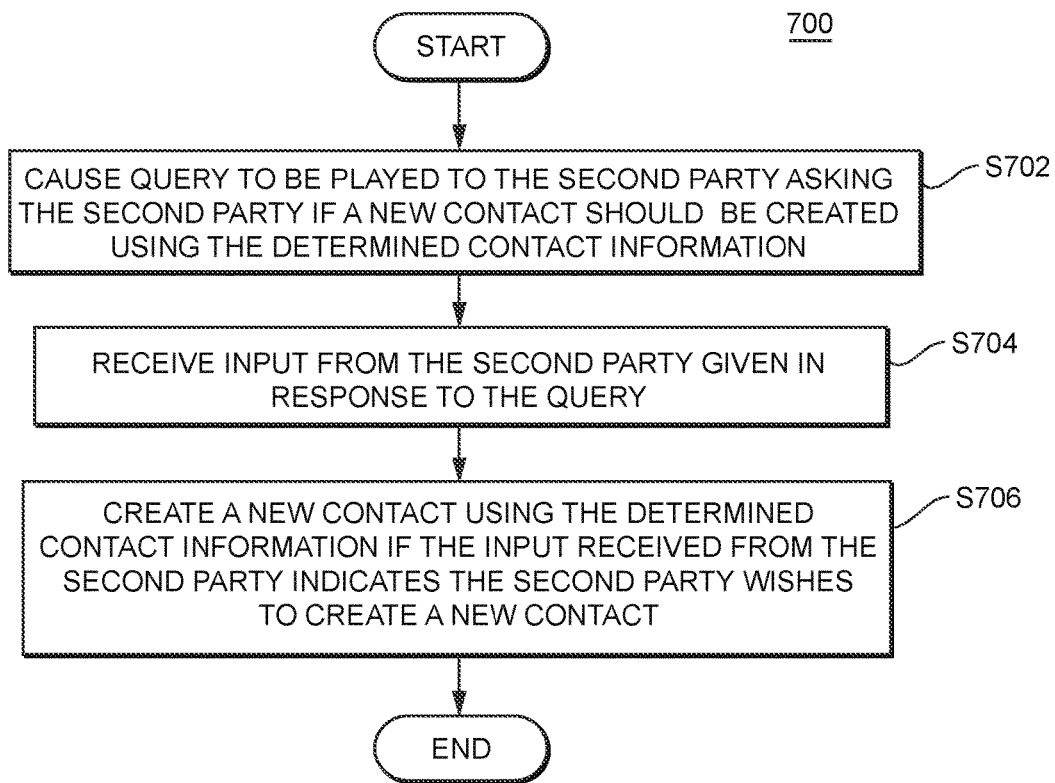 700
START
CAUSE QUERY TO BE PLAYED TO THE SECOND PARTY ASKING
THE SECOND PARTY IF A NEW CONTACT SHOULD BE CREATED
USING THE DETERMINED CONTACT INFORMATION
S702
RECEIVE INPUT FROM THE SECOND PARTY GIVEN IN
RESPONSE TO THE QUERY
S704
CREATE A NEW CONTACT USING THE DETERMINED
CONTACT INFORMATION IF THE INPUT RECEIVED FROM THE
SECOND PARTY INDICATES THE SECOND PARTY WISHES
TO CREATE A NEW CONTACT
S706
END